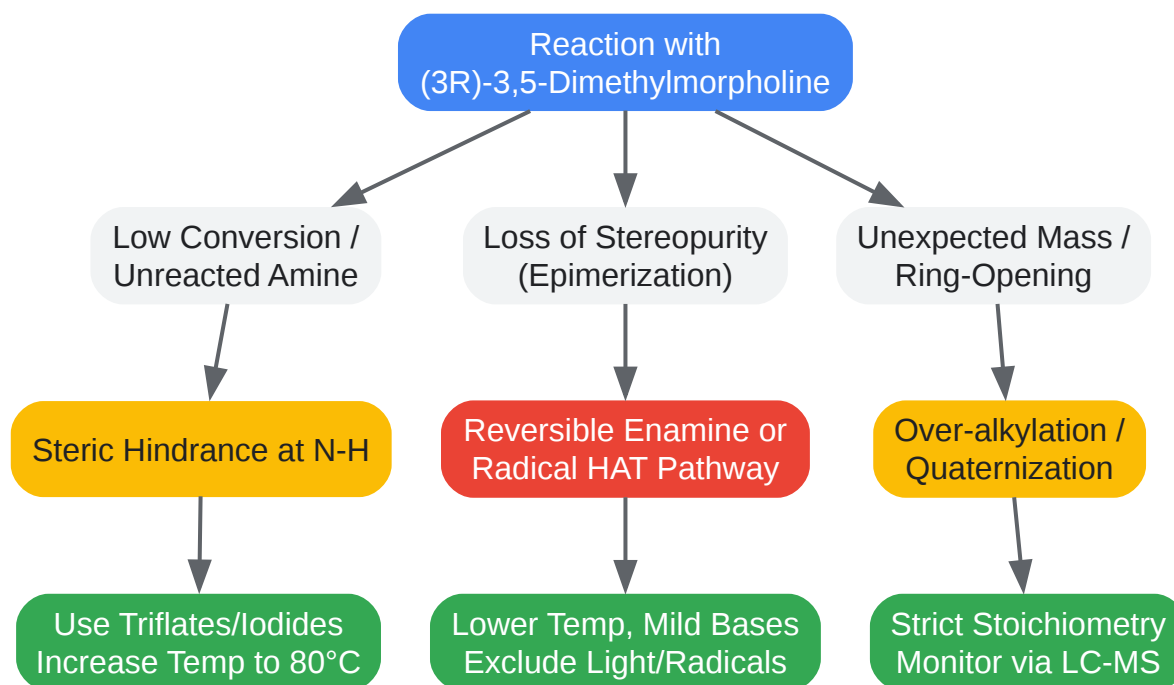 Reaction with
(3R)-3,5-Dimethylmorpholine
Low Conversion /
Unreacted Amine
Loss of Stereopurity
(Epimerization)
Unexpected Mass /
Ring-Opening
Steric Hindrance at N-H
Reversible Enamine or
Radical HAT Pathway
Over-alkylation /
Quaternization
Use Triflates/Iodides
Increase Temp to 80°C
Lower Temp, Mild Bases
Exclude Light/Radicals
Strict Stoichiometry
Monitor via LC-MS